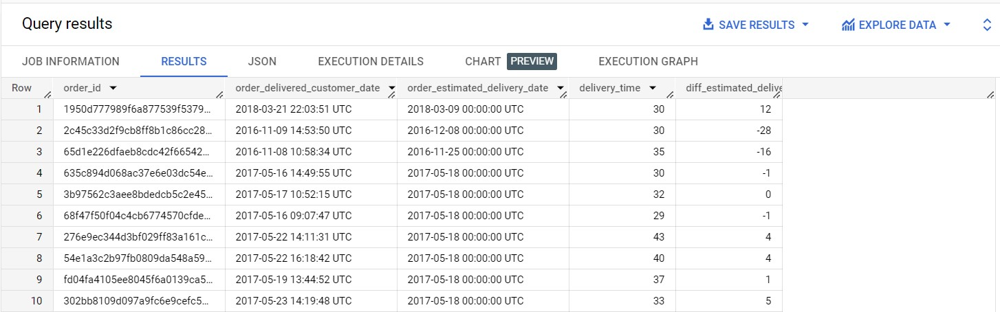 Query results
SAVE RESULTS EXPLORE DATA
JOB INFORMATION RESULTS JSON EXECUTION DETAILS CHART PREVIEW EXECUTION GRAPH
Row order_id order_delivered_customer_date order_estimated_delivery_date delivery_time diff_estimated_delive
1 1950d777989f6a877539f5379... 2018-03-21 22:03:51 UTC 2018-03-09 00:00:00 UTC 30 12
2 2c45c33d2f9cb8ff8b1c86cc28... 2016-11-09 14:53:50 UTC 2016-12-08 00:00:00 UTC 30 -28
3 65d1e226dfaeb8cdc42f66542... 2016-11-08 10:58:34 UTC 2016-11-25 00:00:00 UTC 35 -16
4 635c894d068ac37e6e03dc54e... 2017-05-16 14:49:55 UTC 2017-05-18 00:00:00 UTC 30 -1
5 3b97562c3aee8bdedcb5c2e45... 2017-05-17 10:52:15 UTC 2017-05-18 00:00:00 UTC 32 0
6 68f47f50f04c4cb6774570cfde... 2017-05-16 09:07:47 UTC 2017-05-18 00:00:00 UTC 29 -1
7 276e9ec344d3bf029ff83a161c... 2017-05-22 14:11:31 UTC 2017-05-18 00:00:00 UTC 43 4
8 54e1a3c2b97fb0809da548a59... 2017-05-22 16:18:42 UTC 2017-05-18 00:00:00 UTC 40 4
9 fd04fa4105ee8045f6a0139ca5... 2017-05-19 13:44:52 UTC 2017-05-18 00:00:00 UTC 37 1
10 302bb8109d097a9fc6e9cefc5... 2017-05-23 14:19:48 UTC 2017-05-18 00:00:00 UTC 33 5